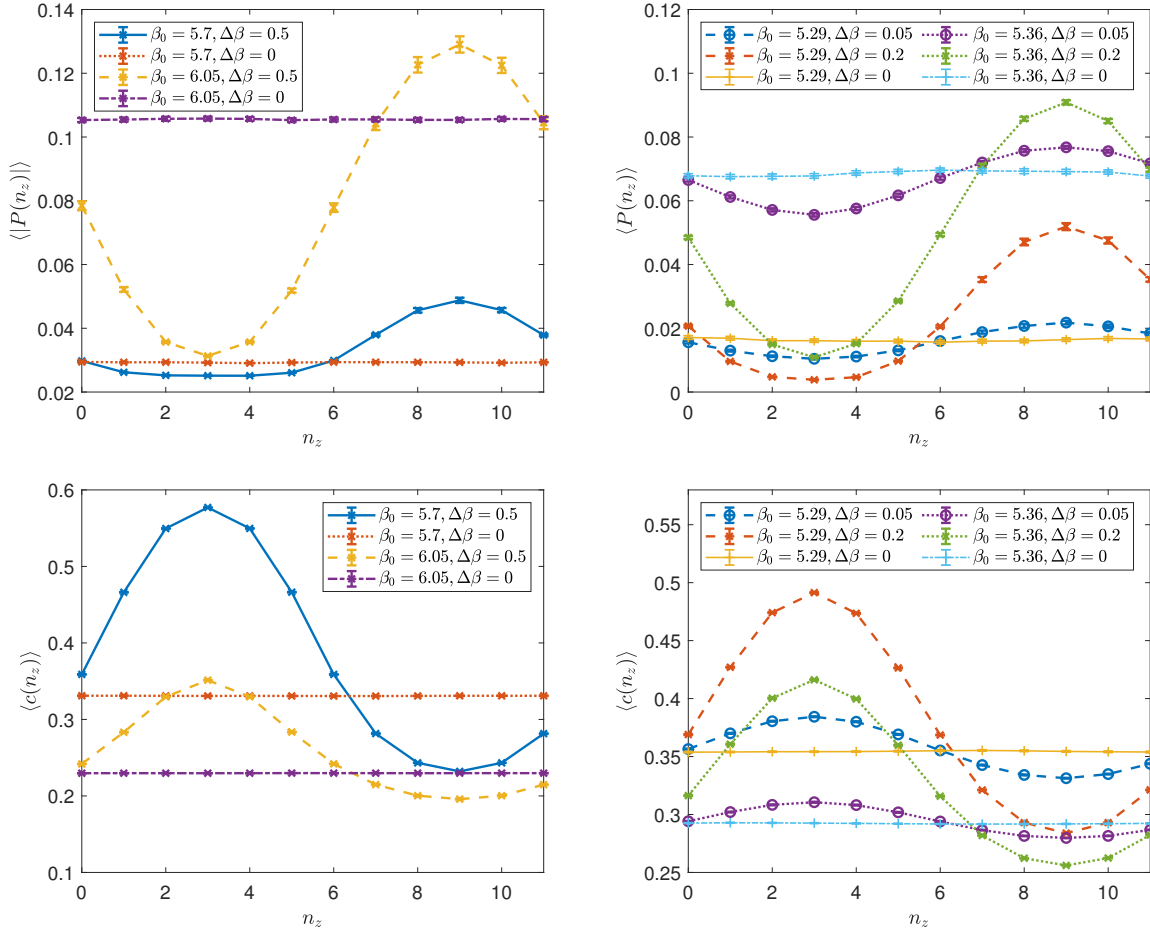 0.14
0.12
0.1
0.08
0.06
0.04
0.02
⟨|P(n_z)|⟩
β₀ = 5.7, Δβ = 0.5
β₀ = 5.7, Δβ = 0
β₀ = 6.05, Δβ = 0.5
β₀ = 6.05, Δβ = 0
0 2 4 6 8 10
n_z
0.12
0.1
0.08
0.06
0.04
0.02
0
⟨P(n_z)⟩
β₀ = 5.29, Δβ = 0.05 β₀ = 5.36, Δβ = 0.05
β₀ = 5.29, Δβ = 0.2 β₀ = 5.36, Δβ = 0.2
β₀ = 5.29, Δβ = 0 β₀ = 5.36, Δβ = 0
0 2 4 6 8 10
n_z
0.6
0.5
0.4
0.3
0.2
0.1
⟨c(n_z)⟩
β₀ = 5.7, Δβ = 0.5
β₀ = 5.7, Δβ = 0
β₀ = 6.05, Δβ = 0.5
β₀ = 6.05, Δβ = 0
0 2 4 6 8 10
n_z
0.55
0.5
0.45
0.4
0.35
0.3
0.25
⟨c(n_z)⟩
β₀ = 5.29, Δβ = 0.05 β₀ = 5.36, Δβ = 0.05
β₀ = 5.29, Δβ = 0.2 β₀ = 5.36, Δβ = 0.2
β₀ = 5.29, Δβ = 0 β₀ = 5.36, Δβ = 0
0 2 4 6 8 10
n_z